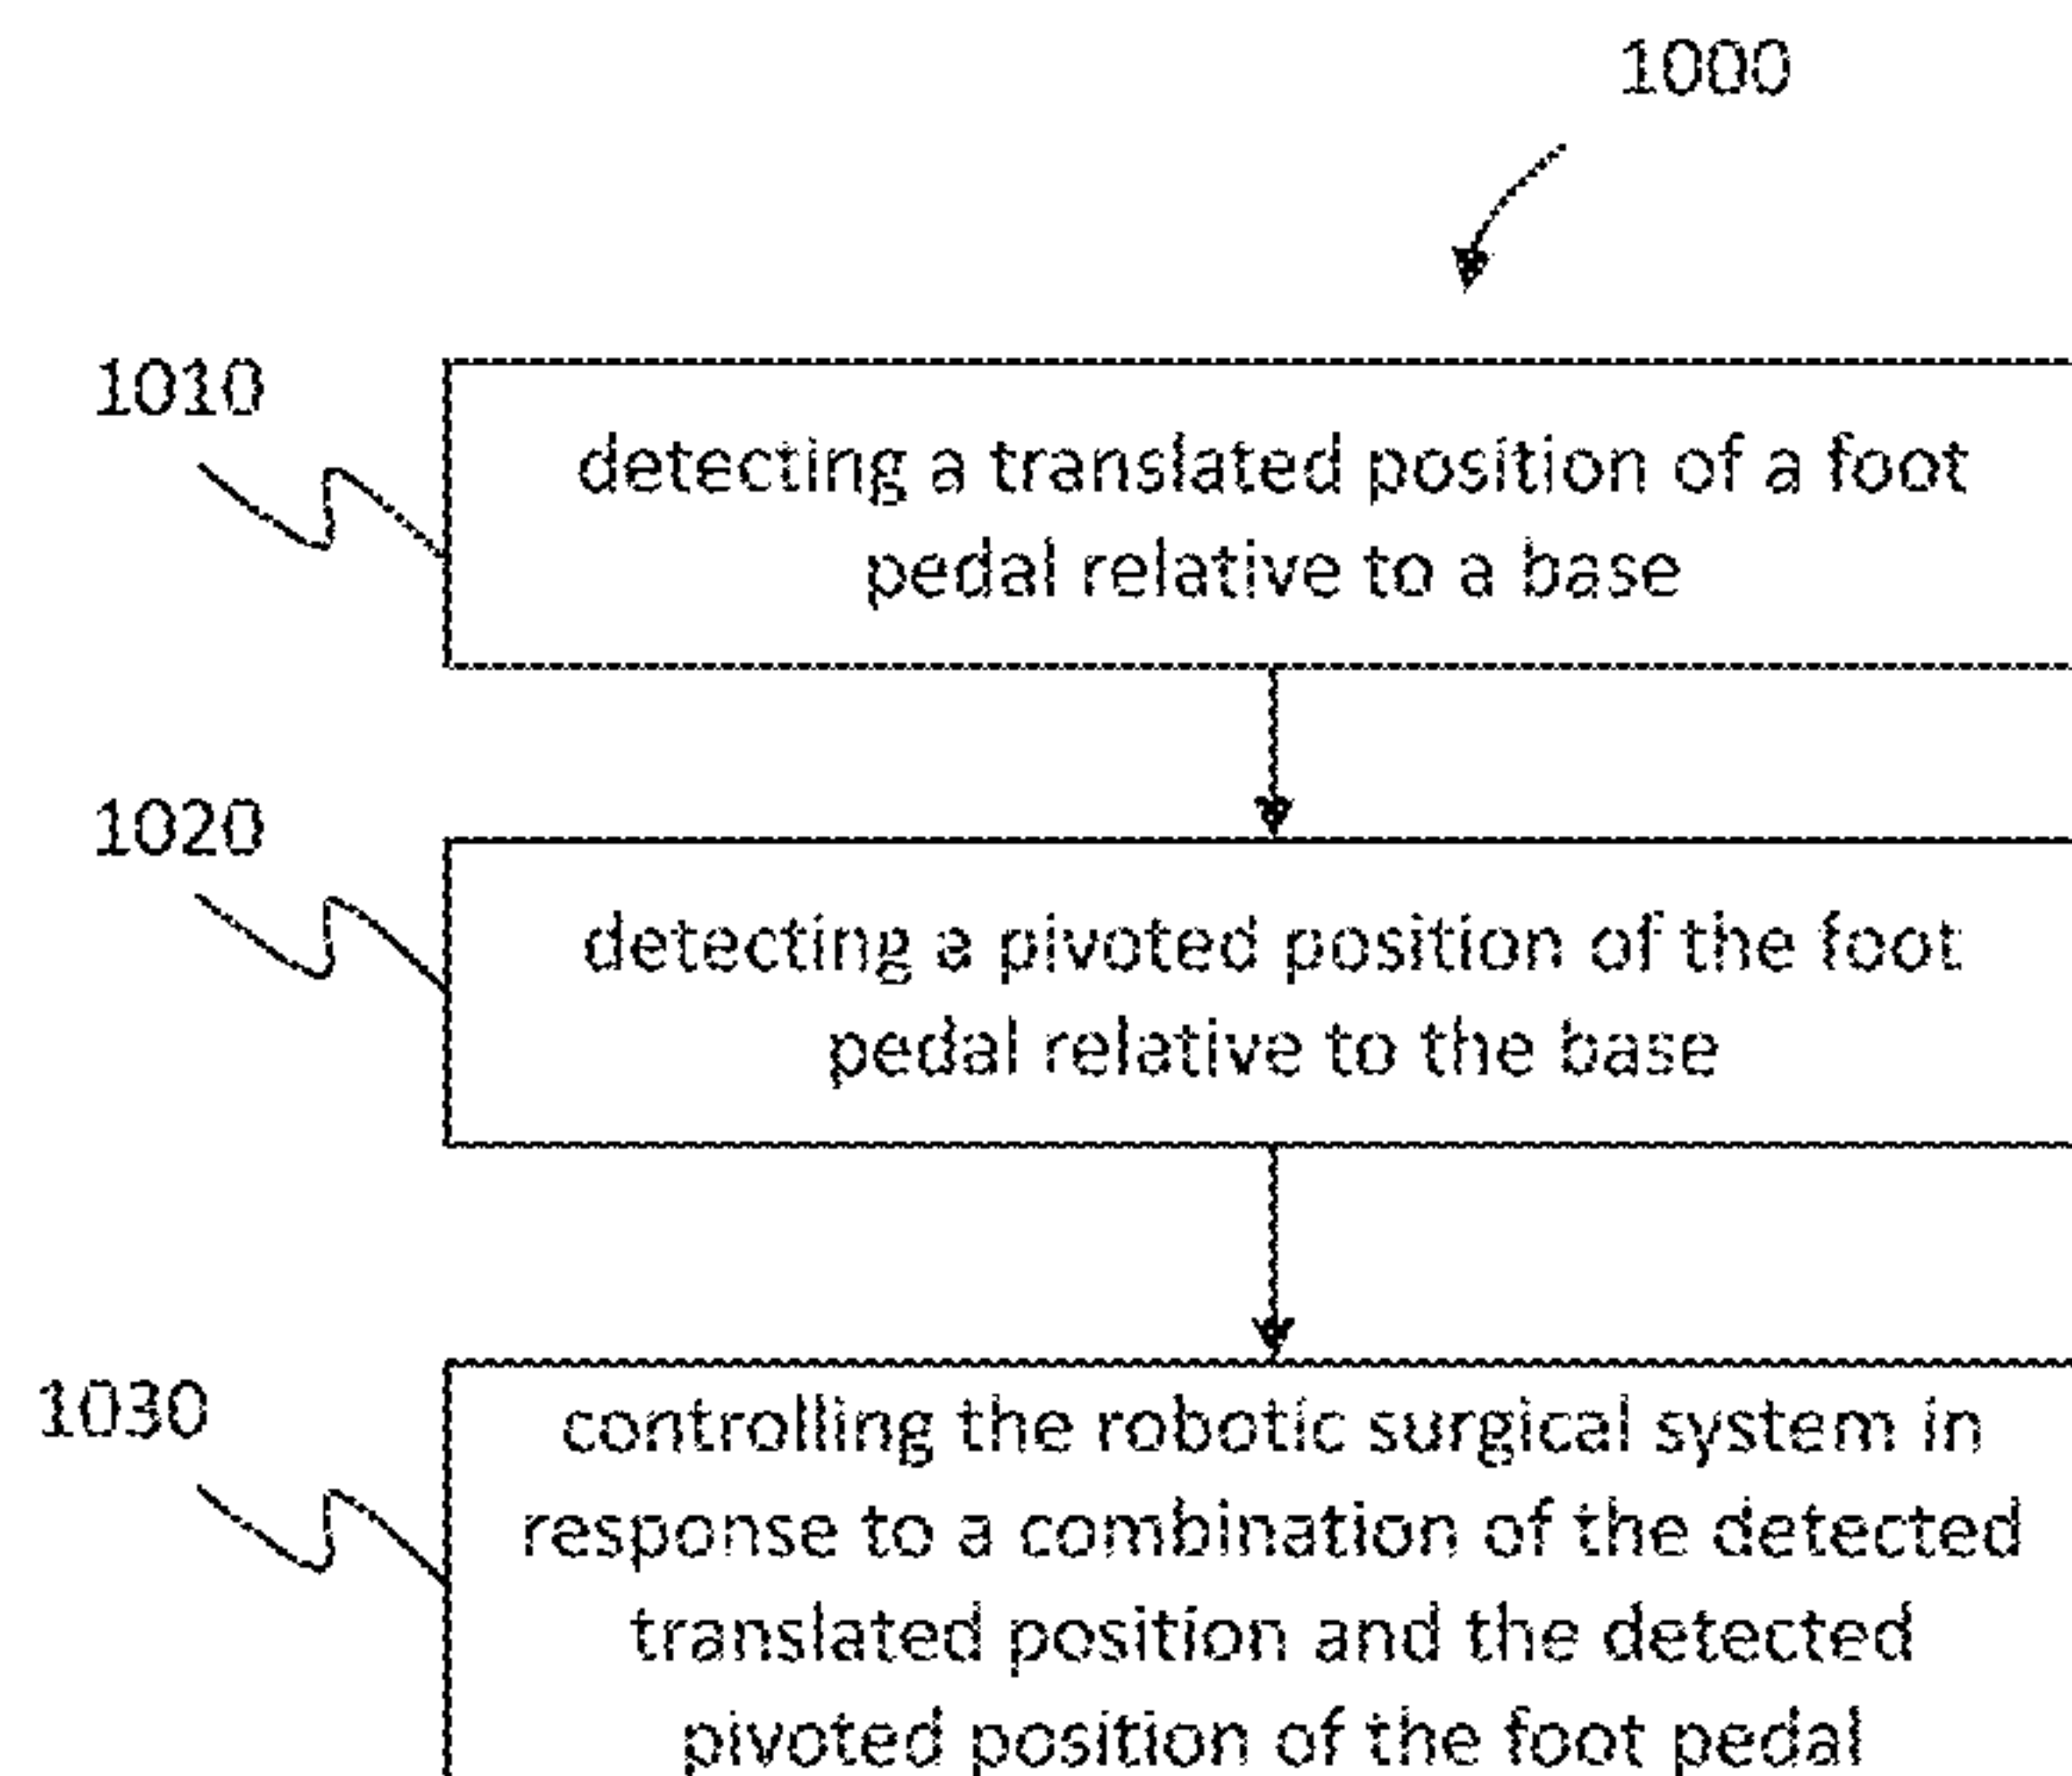 1000
1010
detecting a translated position of a foot
pedal relative to a base
1020
detecting a pivoted position of the foot
pedal relative to the base
1030
controlling the robotic surgical system in
response to a combination of the detected
translated position and the detected
pivoted position of the foot pedal